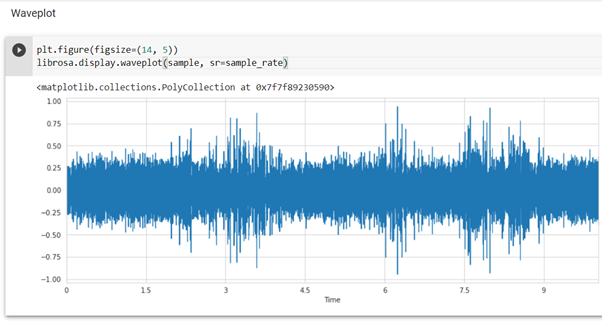 Waveplot
plt.figure(figsize=(14, 5))
librosa.display.waveplot(sample, sr=sample_rate)
<matplotlib.collections.PolyCollection at 0x7f7f89230590>
1.00
0.75
0.50
0.25
0.00
−0.25
−0.50
−0.75
−1.00
0 1.5 3 4.5 6 7.5 9
Time